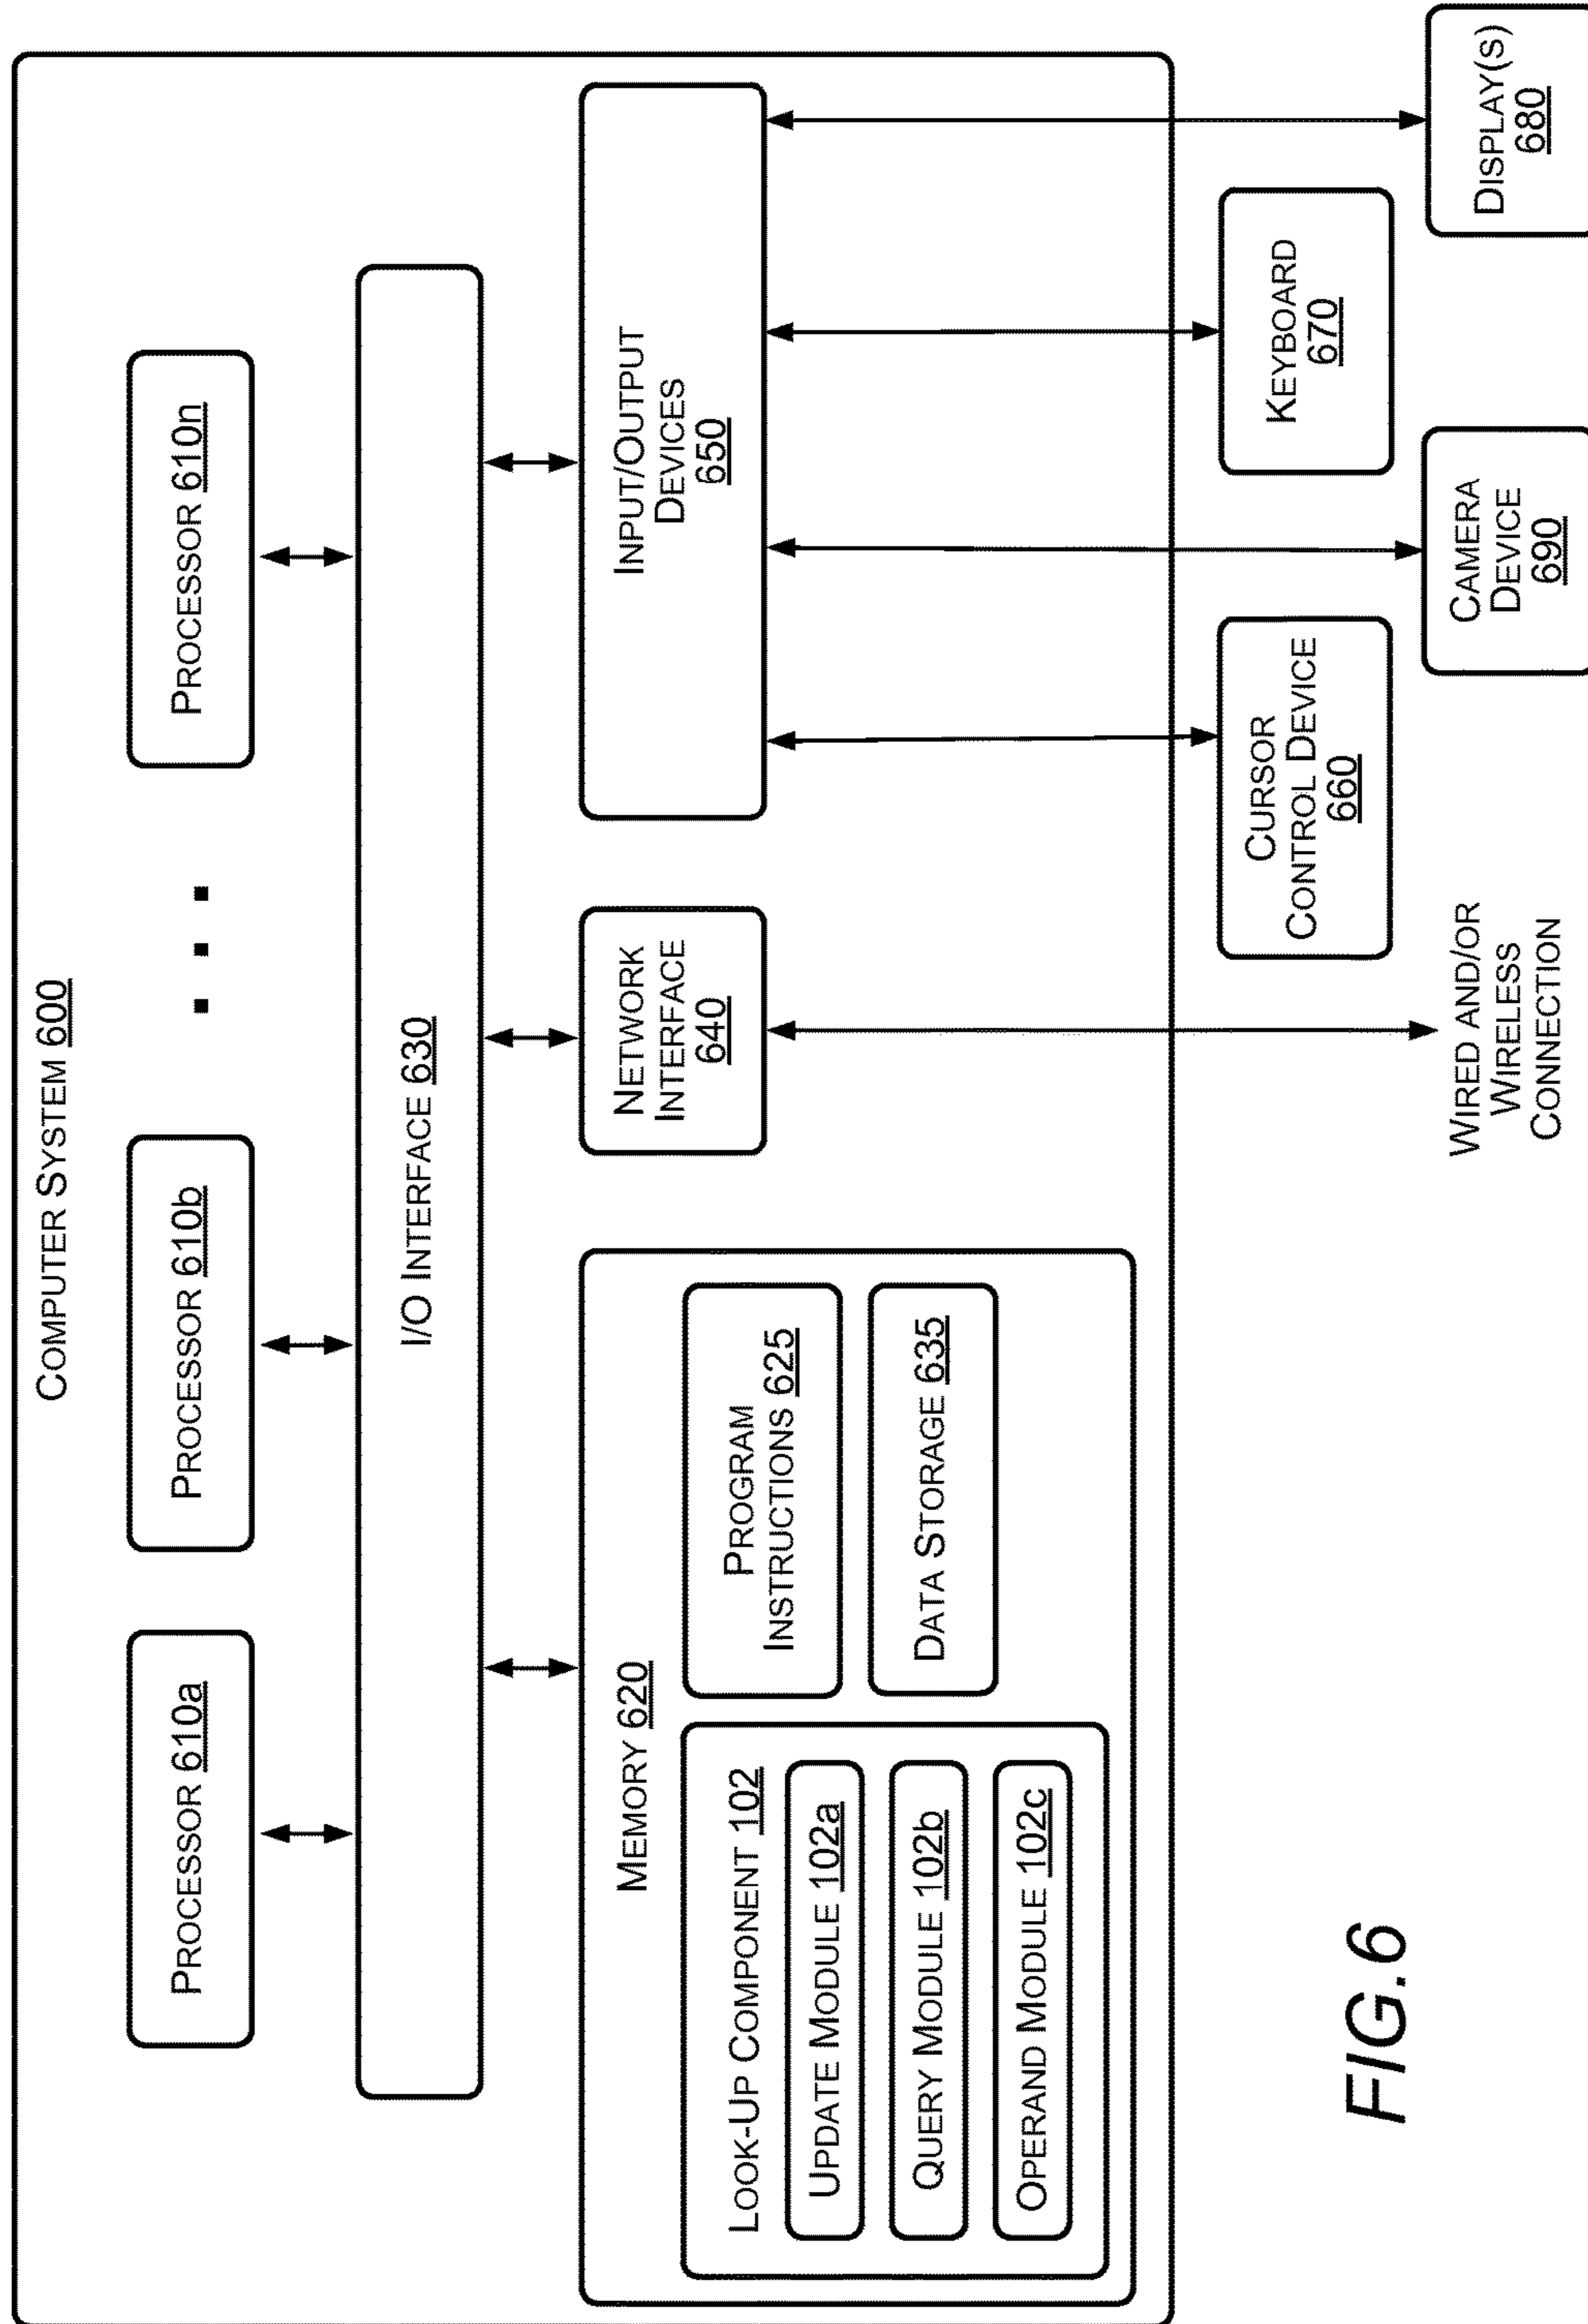 COMPUTER SYSTEM 600
PROCESSOR 610a
PROCESSOR 610b
PROCESSOR 610n
I/O INTERFACE 630
MEMORY 620
LOOK-UP COMPONENT 102
UPDATE MODULE 102a
QUERY MODULE 102b
OPERAND MODULE 102c
PROGRAM
INSTRUCTIONS 625
DATA STORAGE 635
NETWORK
INTERFACE
640
INPUT/OUTPUT
DEVICES
650
WIRED AND/OR
WIRELESS
CONNECTION
CURSOR
CONTROL DEVICE
660
CAMERA
DEVICE
690
KEYBOARD
670
DISPLAY(S)
680
FIG.6